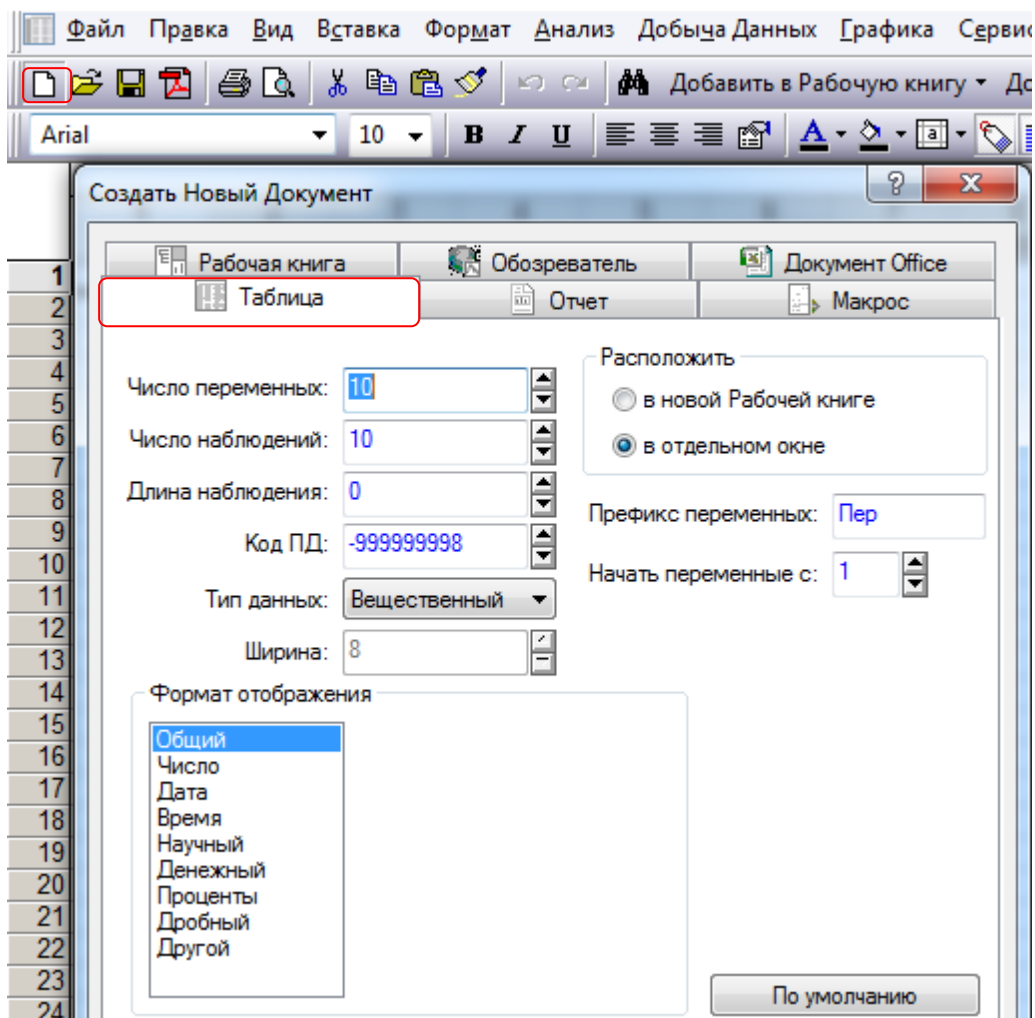 Файл Правка Вид Вставка Формат Анализ Добыча Данных Графика Сервис
Добавить в Рабочую книгу
Arial 10 B I U A a
Создать Новый Документ
Рабочая книга Обозреватель Документ Office
Таблица Отчет Макрос
Расположить
Число переменных: 10
в новой Рабочей книге
Число наблюдений: 10
в отдельном окне
Длина наблюдения: 0
Префикс переменных: Пер
Код ПД: -999999998
Начать переменные с: 1
Тип данных: Вещественный
Ширина: 8
Формат отображения
Общий
Число
Дата
Время
Научный
Денежный
Проценты
Дробный
Другой
По умолчанию
1
2
3
4
5
6
7
8
9
10
11
12
13
14
15
16
17
18
19
20
21
22
23
24